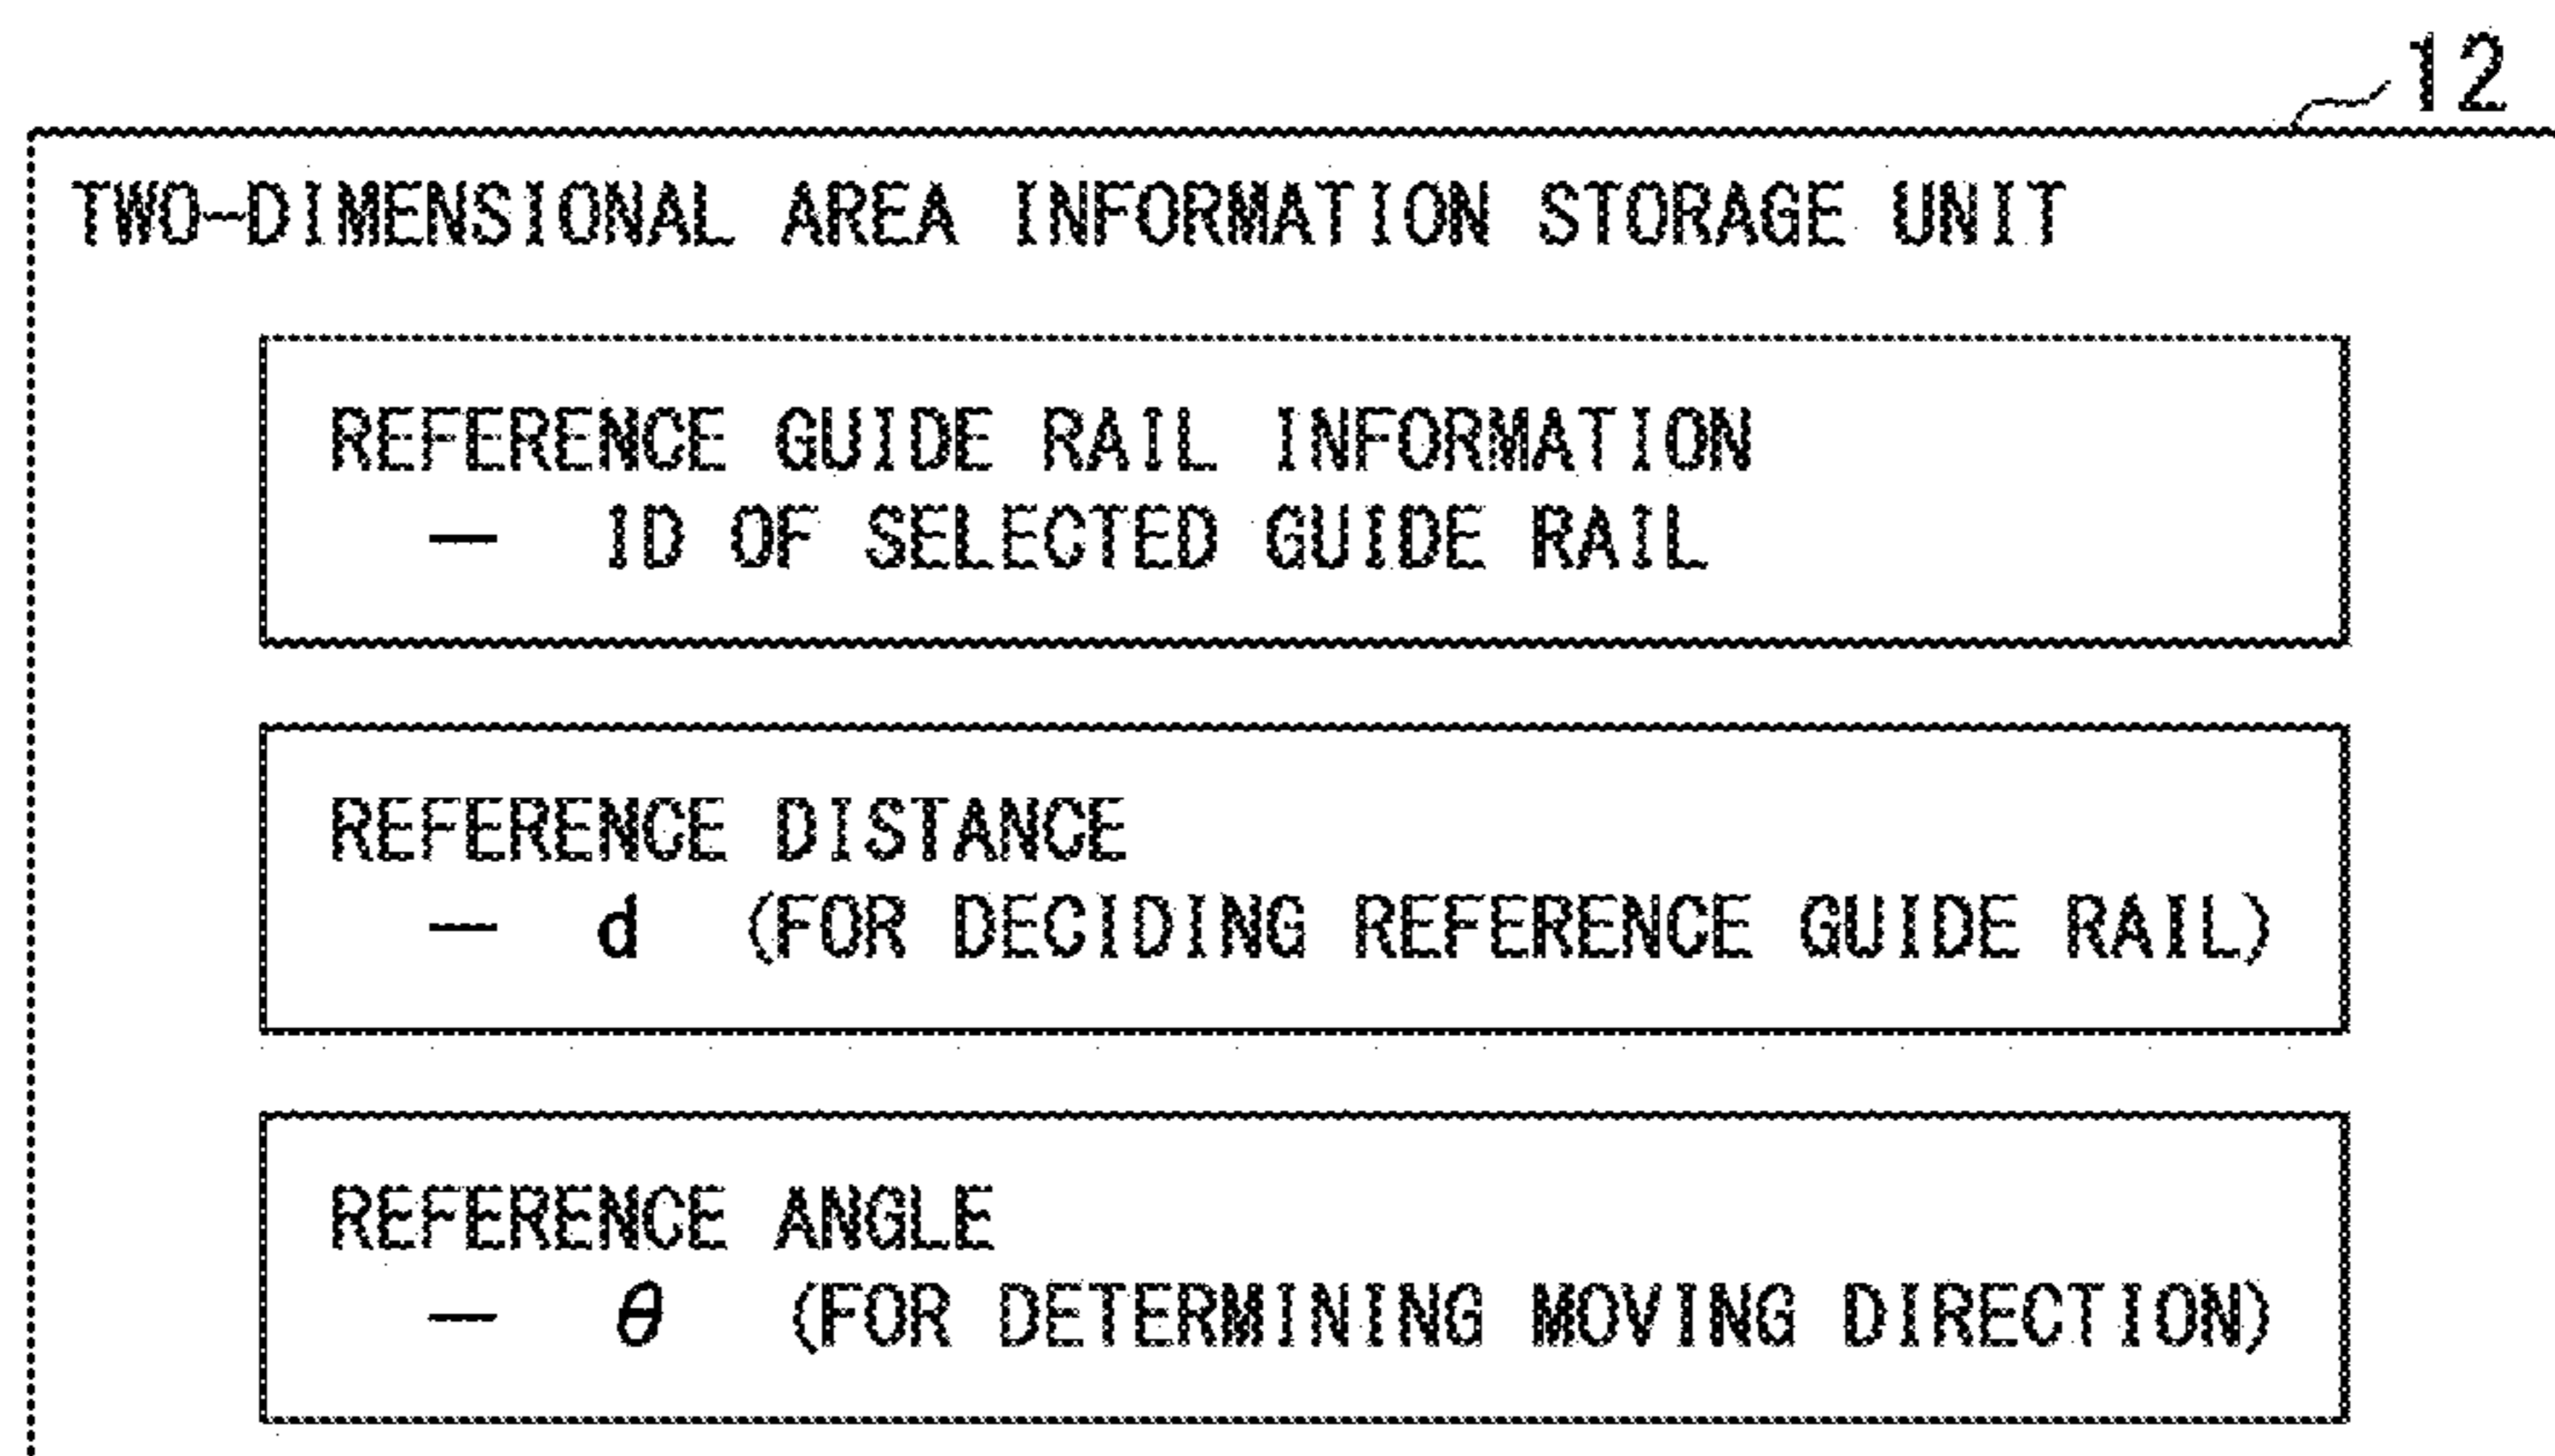 12
TWO-DIMENSIONAL AREA INFORMATION STORAGE UNIT
REFERENCE GUIDE RAIL INFORMATION
— ID OF SELECTED GUIDE RAIL
REFERENCE DISTANCE
— d (FOR DECIDING REFERENCE GUIDE RAIL)
REFERENCE ANGLE
— θ (FOR DETERMINING MOVING DIRECTION)